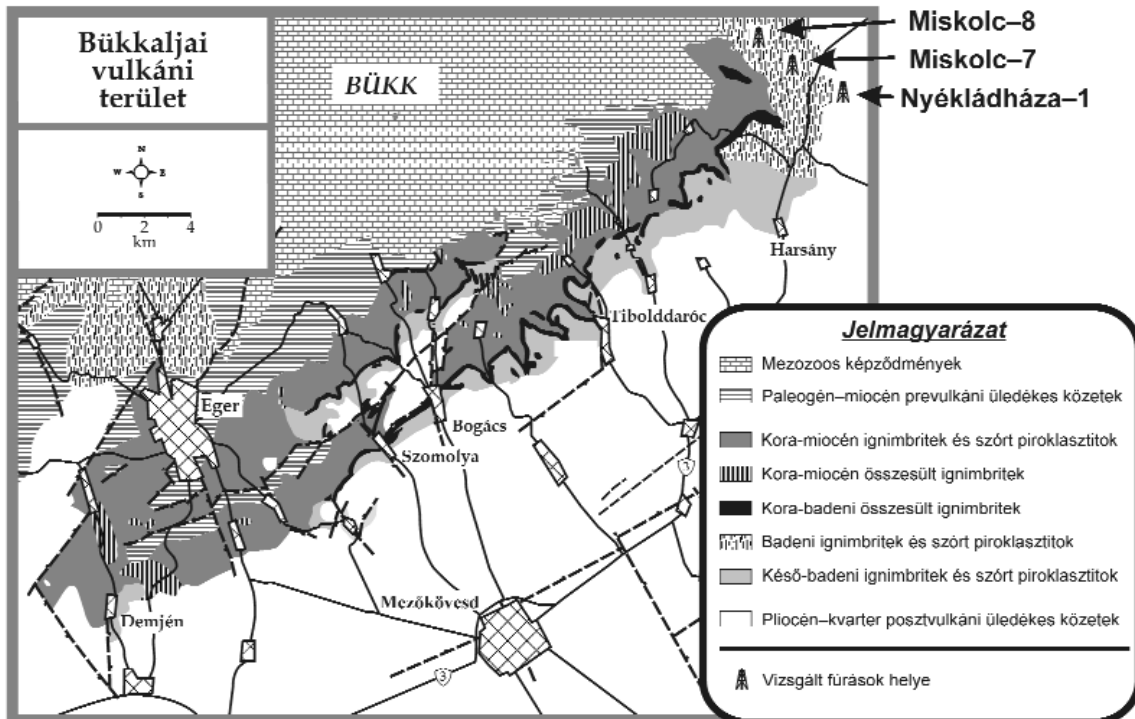 Bükkaljai
vulkáni
terület
N
W E
S
0 2 4
km
BÜKK
Miskolc–8
Miskolc–7
Nyékládháza–1
Harsány
Tibolddaróc
Eger
Bogács
Szomolya
Mezőkövesd
Demjén
3
Jelmagyarázat
Mezozoos képződmények
Paleogén–miocén prevulkáni üledékes kőzetek
Kora-miocén ignimbritek és szórt piroklasztitok
Kora-miocén összesült ignimbritek
Kora-badeni összesült ignimbritek
Badeni ignimbritek és szórt piroklasztitok
Késő-badeni ignimbritek és szórt piroklasztitok
Pliocén–kvarter posztvulkáni üledékes kőzetek
Vizsgált fúrások helye